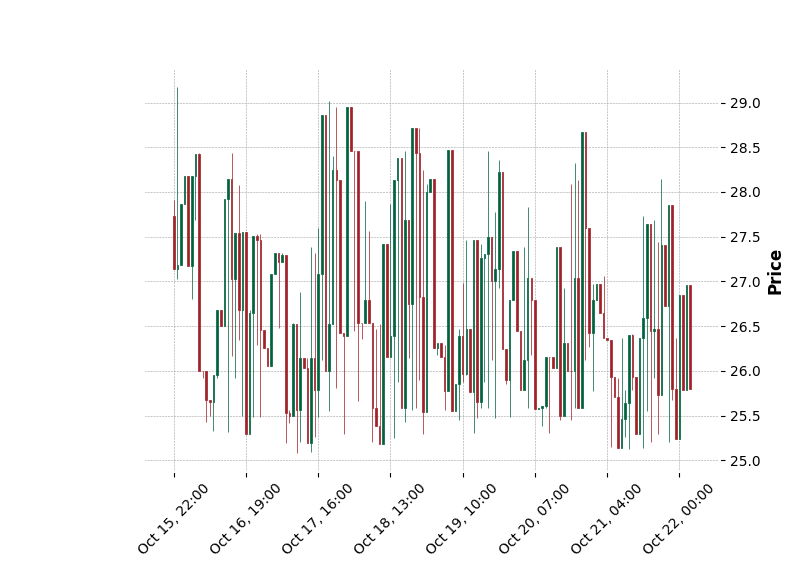 29.0
28.5
28.0
27.5
27.0
26.5
26.0
25.5
25.0
Price
Oct 15, 22:00
Oct 16, 19:00
Oct 17, 16:00
Oct 18, 13:00
Oct 19, 10:00
Oct 20, 07:00
Oct 21, 04:00
Oct 22, 00:00